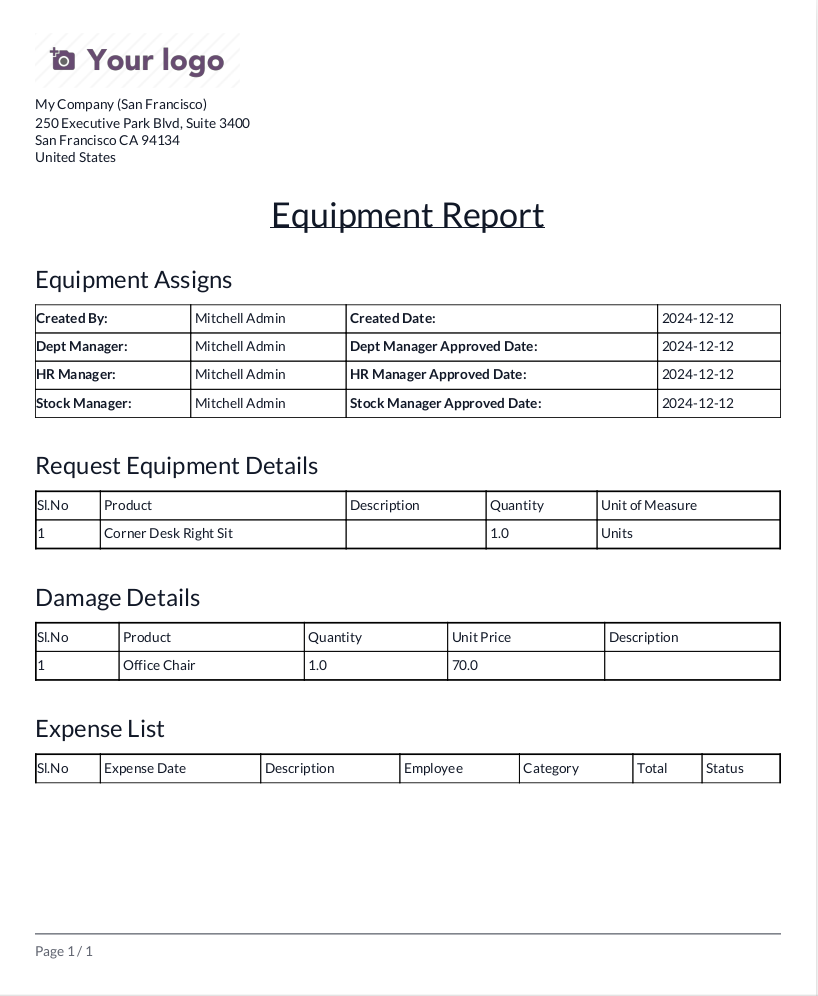 Your logo
My Company (San Francisco)
250 Executive Park Blvd, Suite 3400
San Francisco CA 94134
United States
Equipment Report
Equipment Assigns
Created By: Mitchell Admin Created Date: 2024-12-12
Dept Manager: Mitchell Admin Dept Manager Approved Date: 2024-12-12
HR Manager: Mitchell Admin HR Manager Approved Date: 2024-12-12
Stock Manager: Mitchell Admin Stock Manager Approved Date: 2024-12-12
Request Equipment Details
Sl.No Product Description Quantity Unit of Measure
1 Corner Desk Right Sit 1.0 Units
Damage Details
Sl.No Product Quantity Unit Price Description
1 Office Chair 1.0 70.0
Expense List
Sl.No Expense Date Description Employee Category Total Status
Page 1 / 1